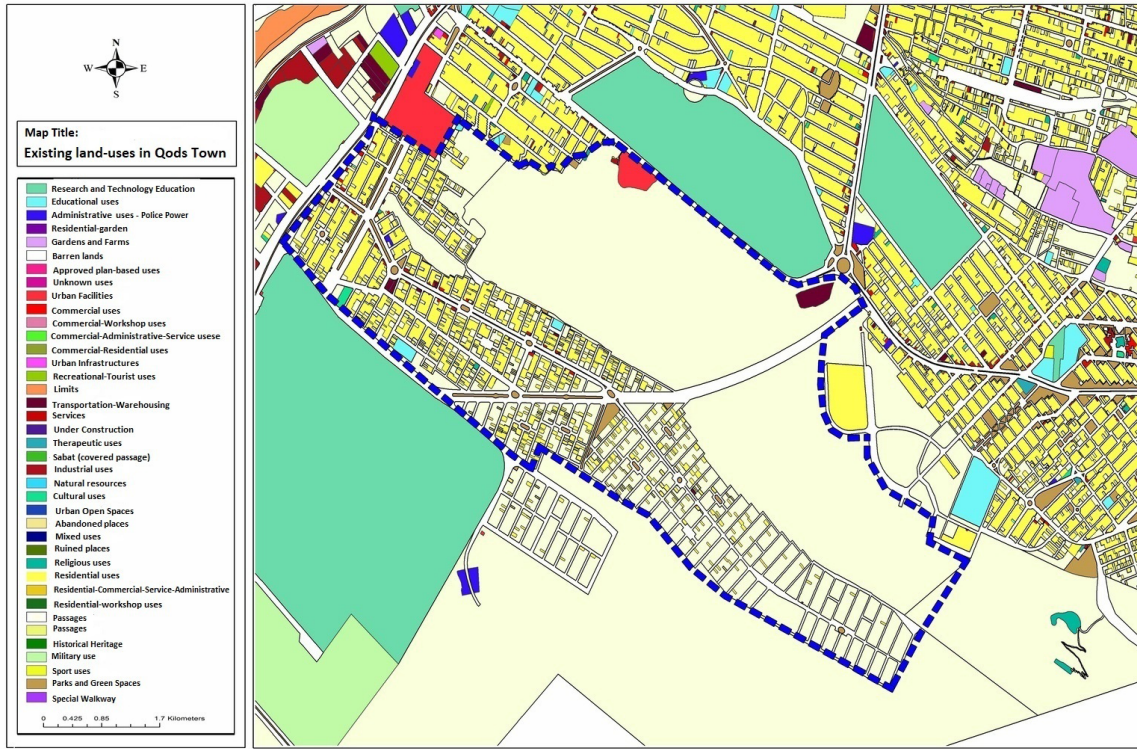 N
W E
S
Map Title:
Existing land-uses in Qods Town
Research and Technology Education
Educational uses
Administrative uses - Police Power
Residential-garden
Gardens and Farms
Barren lands
Approved plan-based uses
Unknown uses
Urban Facilities
Commercial uses
Commercial-Workshop uses
Commercial-Administrative-Service usese
Commercial-Residential uses
Urban Infrastructures
Recreational-Tourist uses
Limits
Transportation-Warehousing
Services
Under Construction
Therapeutic uses
Sabat (covered passage)
Industrial uses
Natural resources
Cultural uses
Urban Open Spaces
Abandoned places
Mixed uses
Ruined places
Religious uses
Residential uses
Residential-Commercial-Service-Administrative
Residential-workshop uses
Passages
Passages
Historical Heritage
Military use
Sport uses
Parks and Green Spaces
Special Walkway
0 0.425 0.85 1.7 Kilometers